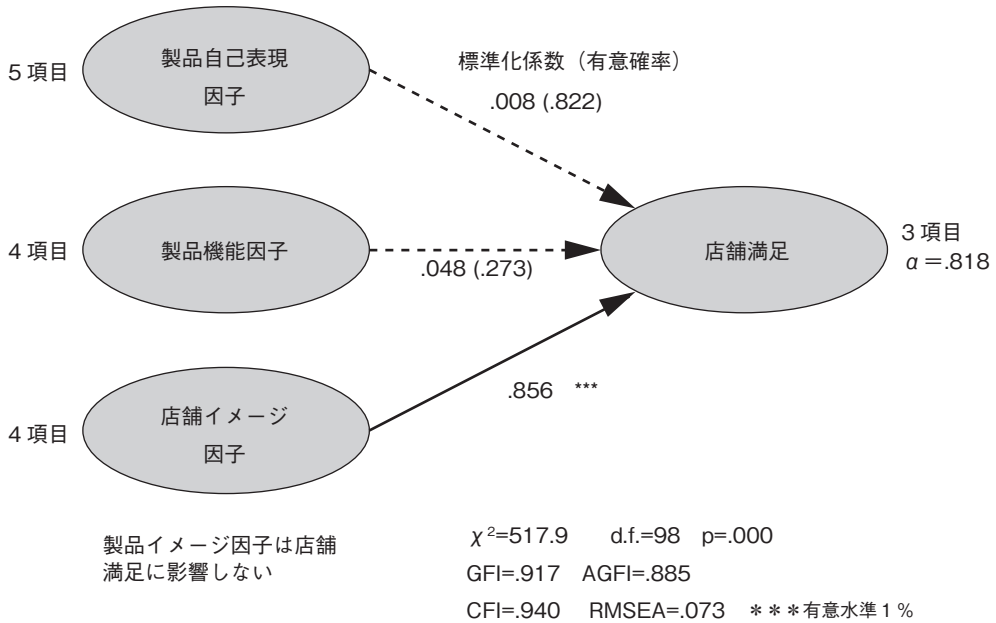 5 項目
製品自己表現
因子
標準化係数（有意確率）
.008 (.822)
4 項目
製品機能因子
.048 (.273)
店舗満足
3 項目
α＝.818
4 項目
店舗イメージ
因子
.856 ***
製品イメージ因子は店舗
満足に影響しない
χ²=517.9 d.f.=98 p=.000
GFI=.917 AGFI=.885
CFI=.940 RMSEA=.073 ＊＊＊有意水準1％